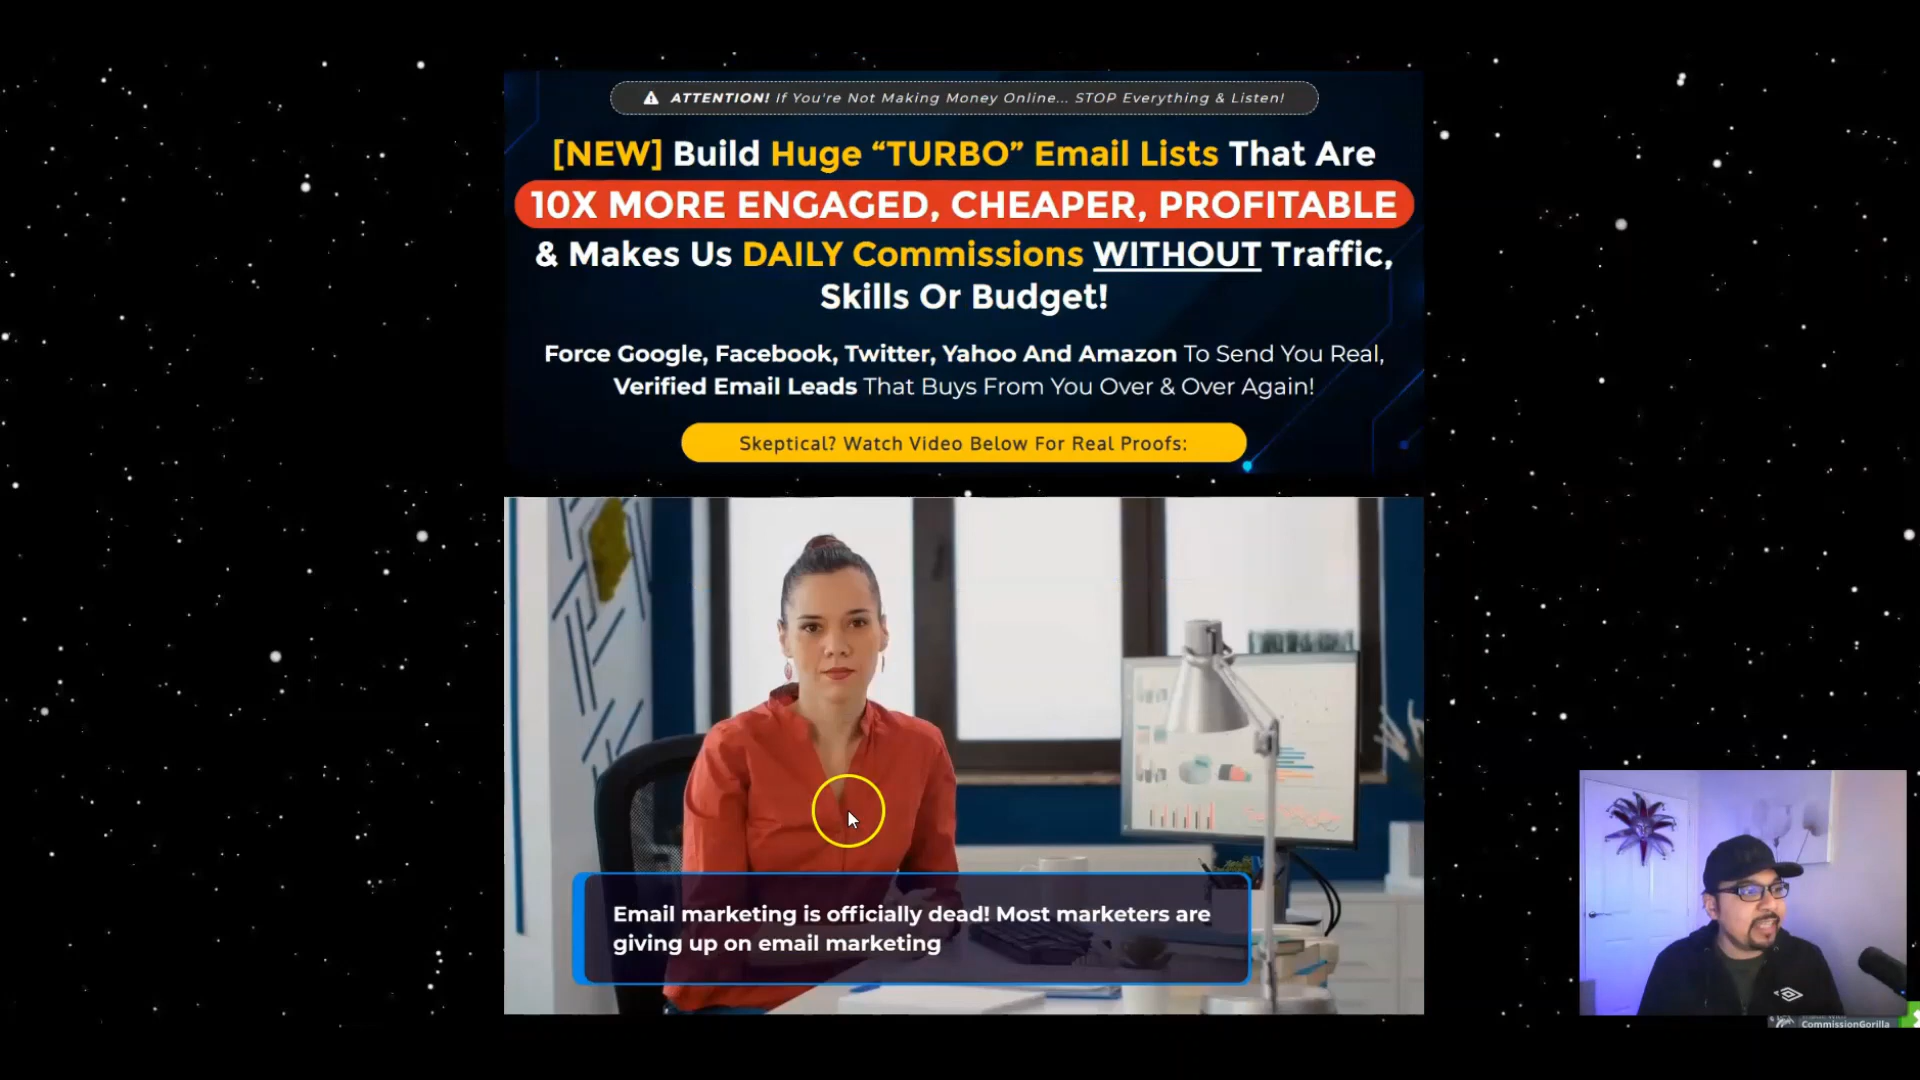 ATTENTION! If You're Not Making Money Online... STOP Everything & Listen!
[NEW] Build Huge “TURBO” Email Lists That Are
10X MORE ENGAGED, CHEAPER, PROFITABLE
& Makes Us DAILY Commissions WITHOUT Traffic,
Skills Or Budget!
Force Google, Facebook, Twitter, Yahoo And Amazon To Send You Real,
Verified Email Leads That Buys From You Over & Over Again!
Skeptical? Watch Video Below For Real Proofs:
Email marketing is officially dead! Most marketers are
giving up on email marketing
CommissionGorilla